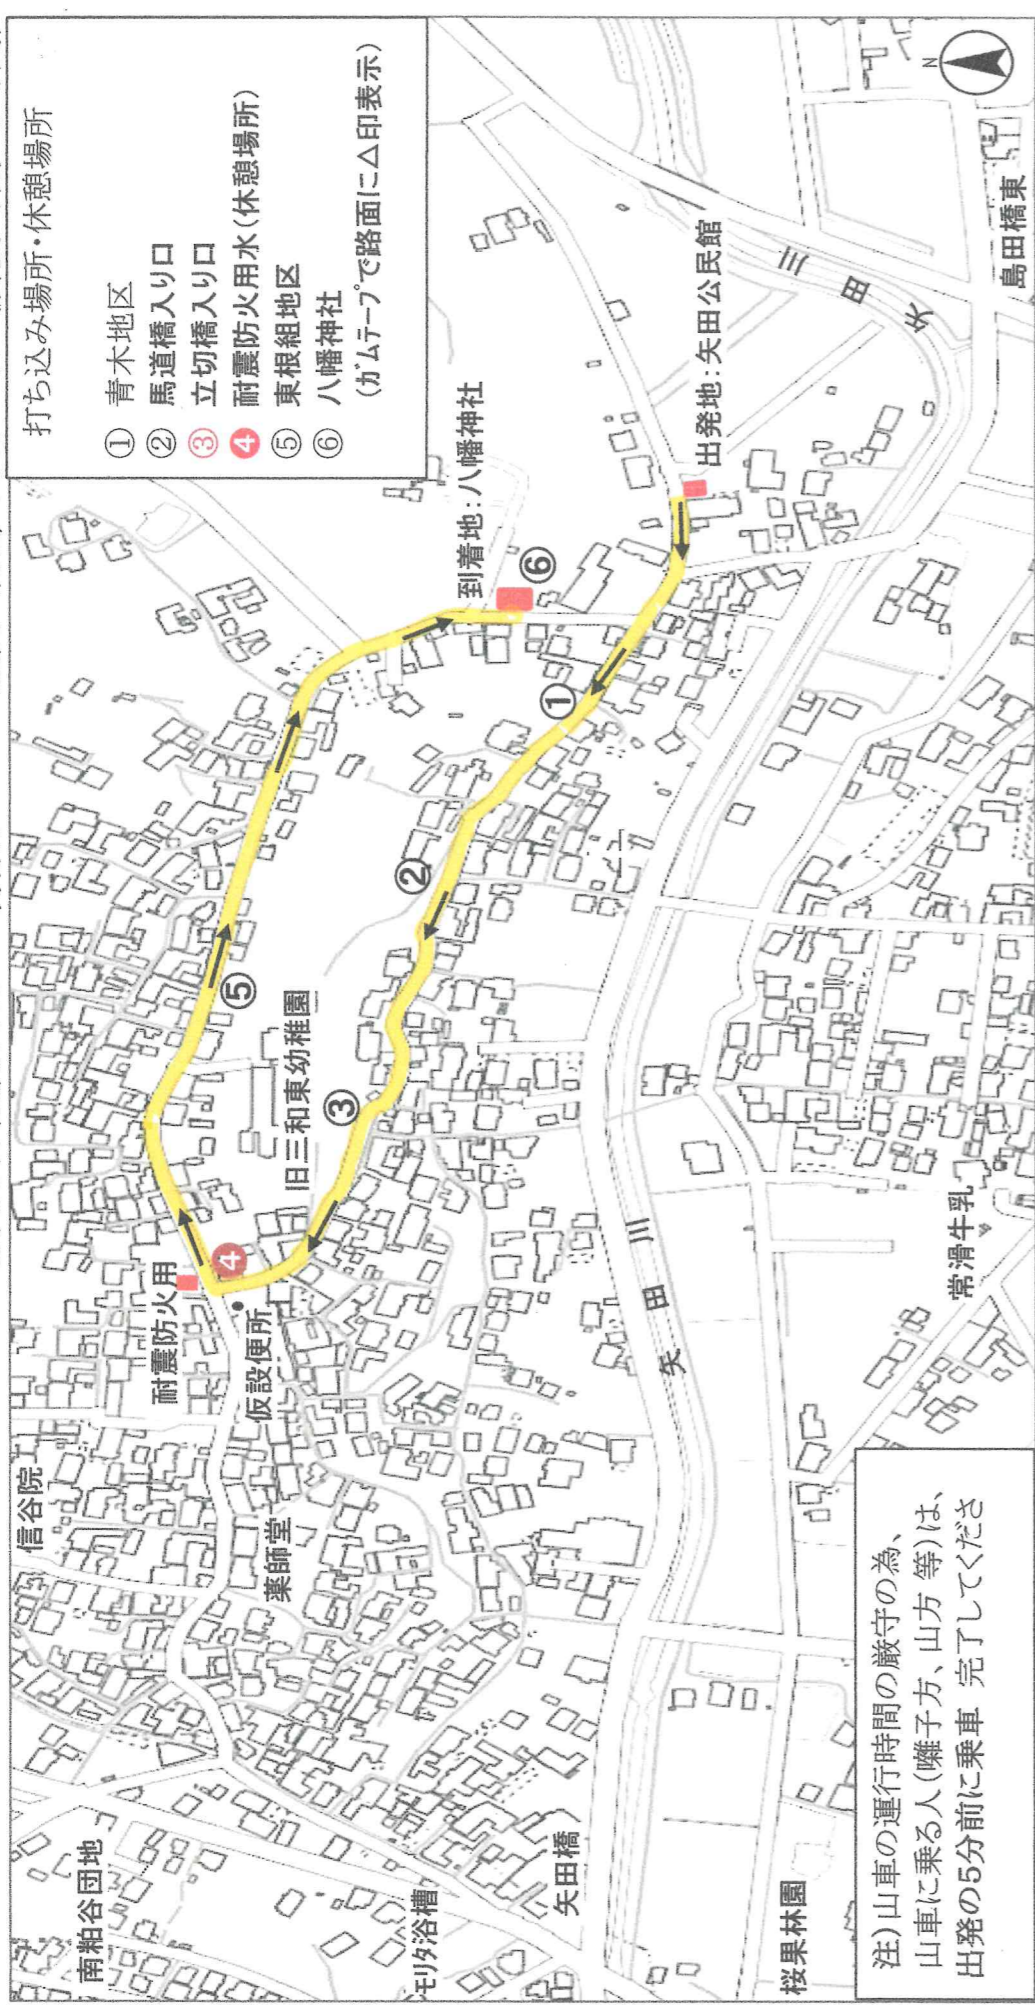 打ち込み場所・休憩場所
① 青木地区
② 馬道橋入り口
③ 立切橋入り口
❹ 耐震防火用水(休憩場所)
⑤ 東根組地区
⑥ 八幡神社
(ガムテープで路面に△印表示)
N
信谷院
南粕谷団地
耐震防火用
仮設便所
薬師堂
旧三和東幼稚園
到着地:八幡神社
出発地:矢田公民館
④
⑤
③
②
①
⑥
モリタ浴槽
矢田橋
矢田川
矢田川
島田橋東
常滑牛乳
桜果林園
注)山車の運行時間の厳守の為、
山車に乗る人(囃子方、山方 等)は、
出発の5分前に乗車 完了してくださ